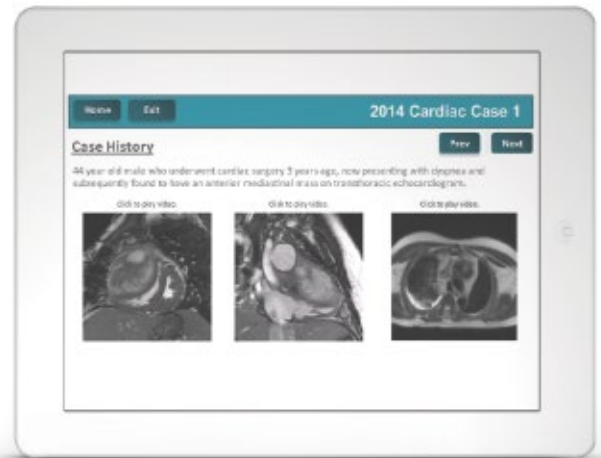 Home Exit 2014 Cardiac Case 1
Case History Prev Next
44 year old male who underwent cardiac surgery 3 years ago, now presenting with dyspnea and
subsequently found to have an anterior mediastinal mass on transthoracic echocardiogram.
Click to play video. Click to play video. Click to play video.